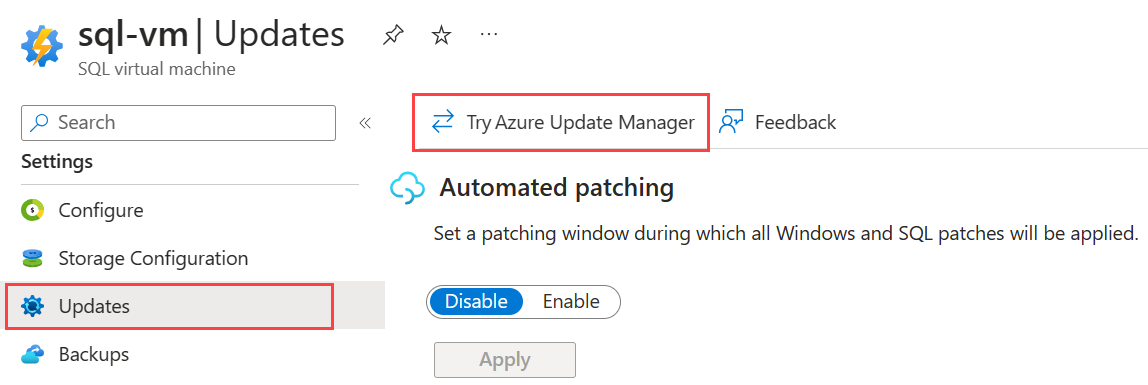 sql-vm | Updates
SQL virtual machine
Search
Settings
Configure
Storage Configuration
Updates
Backups
Try Azure Update Manager
Feedback
Automated patching
Set a patching window during which all Windows and SQL patches will be applied.
Disable
Enable
Apply